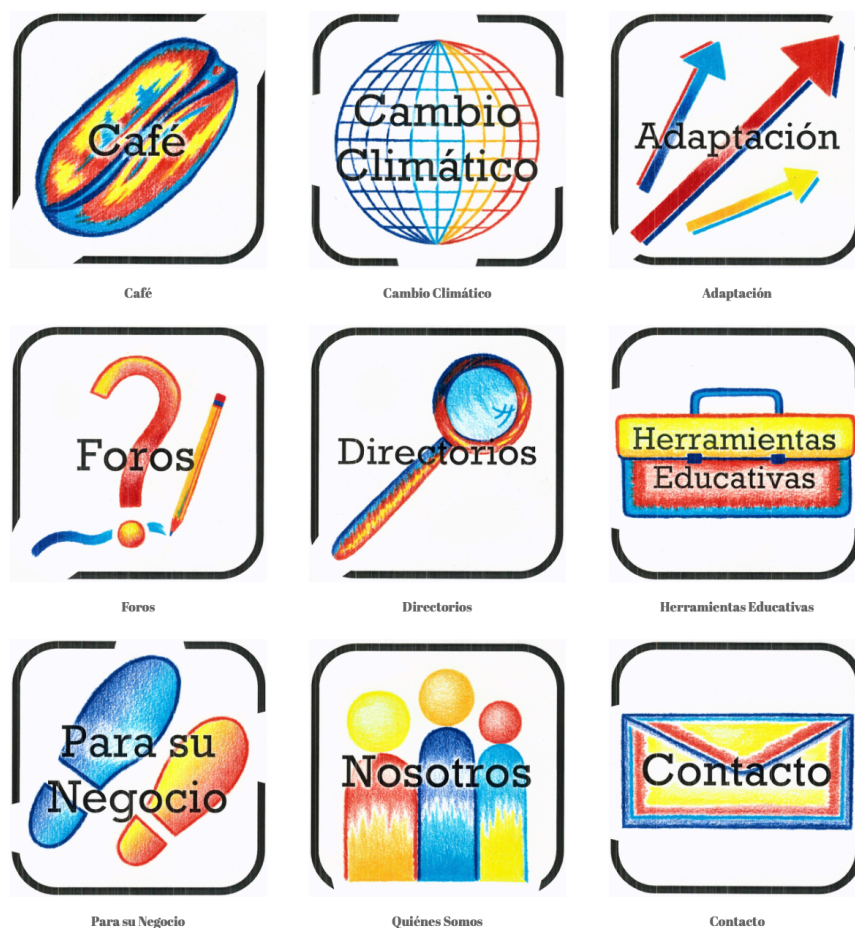 Café
Cambio
Climático
Adaptación
Café
Cambio Climático
Adaptación
Foros
Directorios
Herramientas
Educativas
Foros
Directorios
Herramientas Educativas
Para su
Negocio
Nosotros
Contacto
Para su Negocio
Quiénes Somos
Contacto